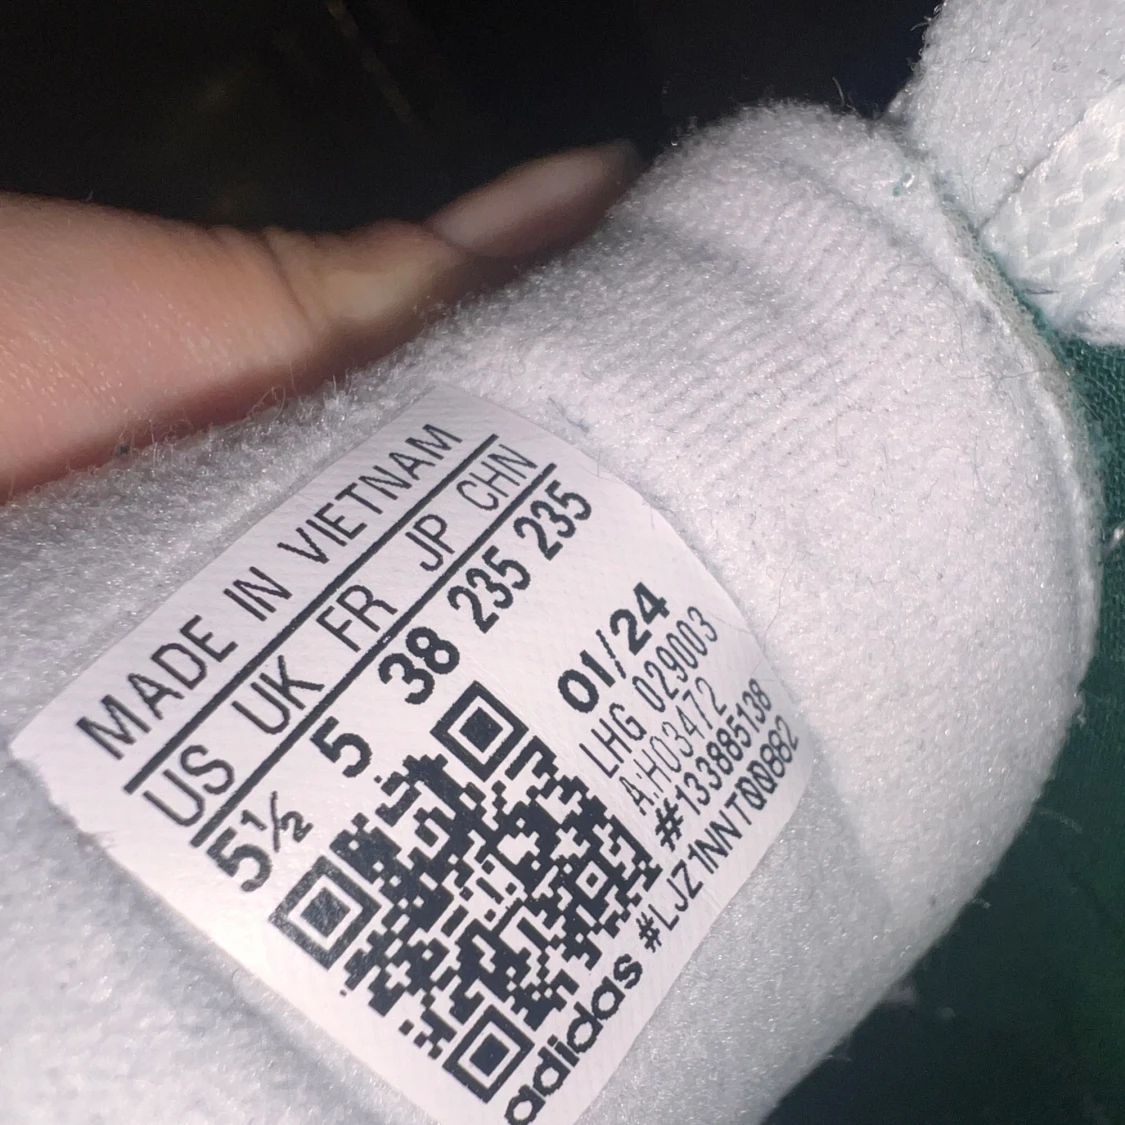 MADE IN VIETNAM
US UK FR JP CHN
5½ 5 38 235 235
01/24
LHG 029003
A:H03472
#133885138
#LJZ1NNTQQ882
adidas